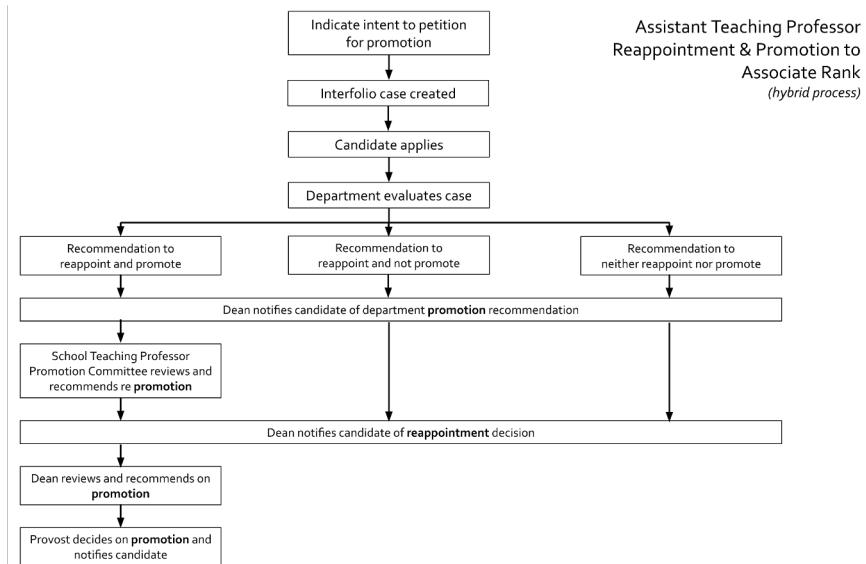 Assistant Teaching Professor
Reappointment & Promotion to
Associate Rank
(hybrid process)
Indicate intent to petition
for promotion
Interfolio case created
Candidate applies
Department evaluates case
Recommendation to
reappoint and promote
Recommendation to
reappoint and not promote
Recommendation to
neither reappoint nor promote
Dean notifies candidate of department promotion recommendation
School Teaching Professor
Promotion Committee reviews and
recommends re promotion
Dean notifies candidate of reappointment decision
Dean reviews and recommends on
promotion
Provost decides on promotion and
notifies candidate